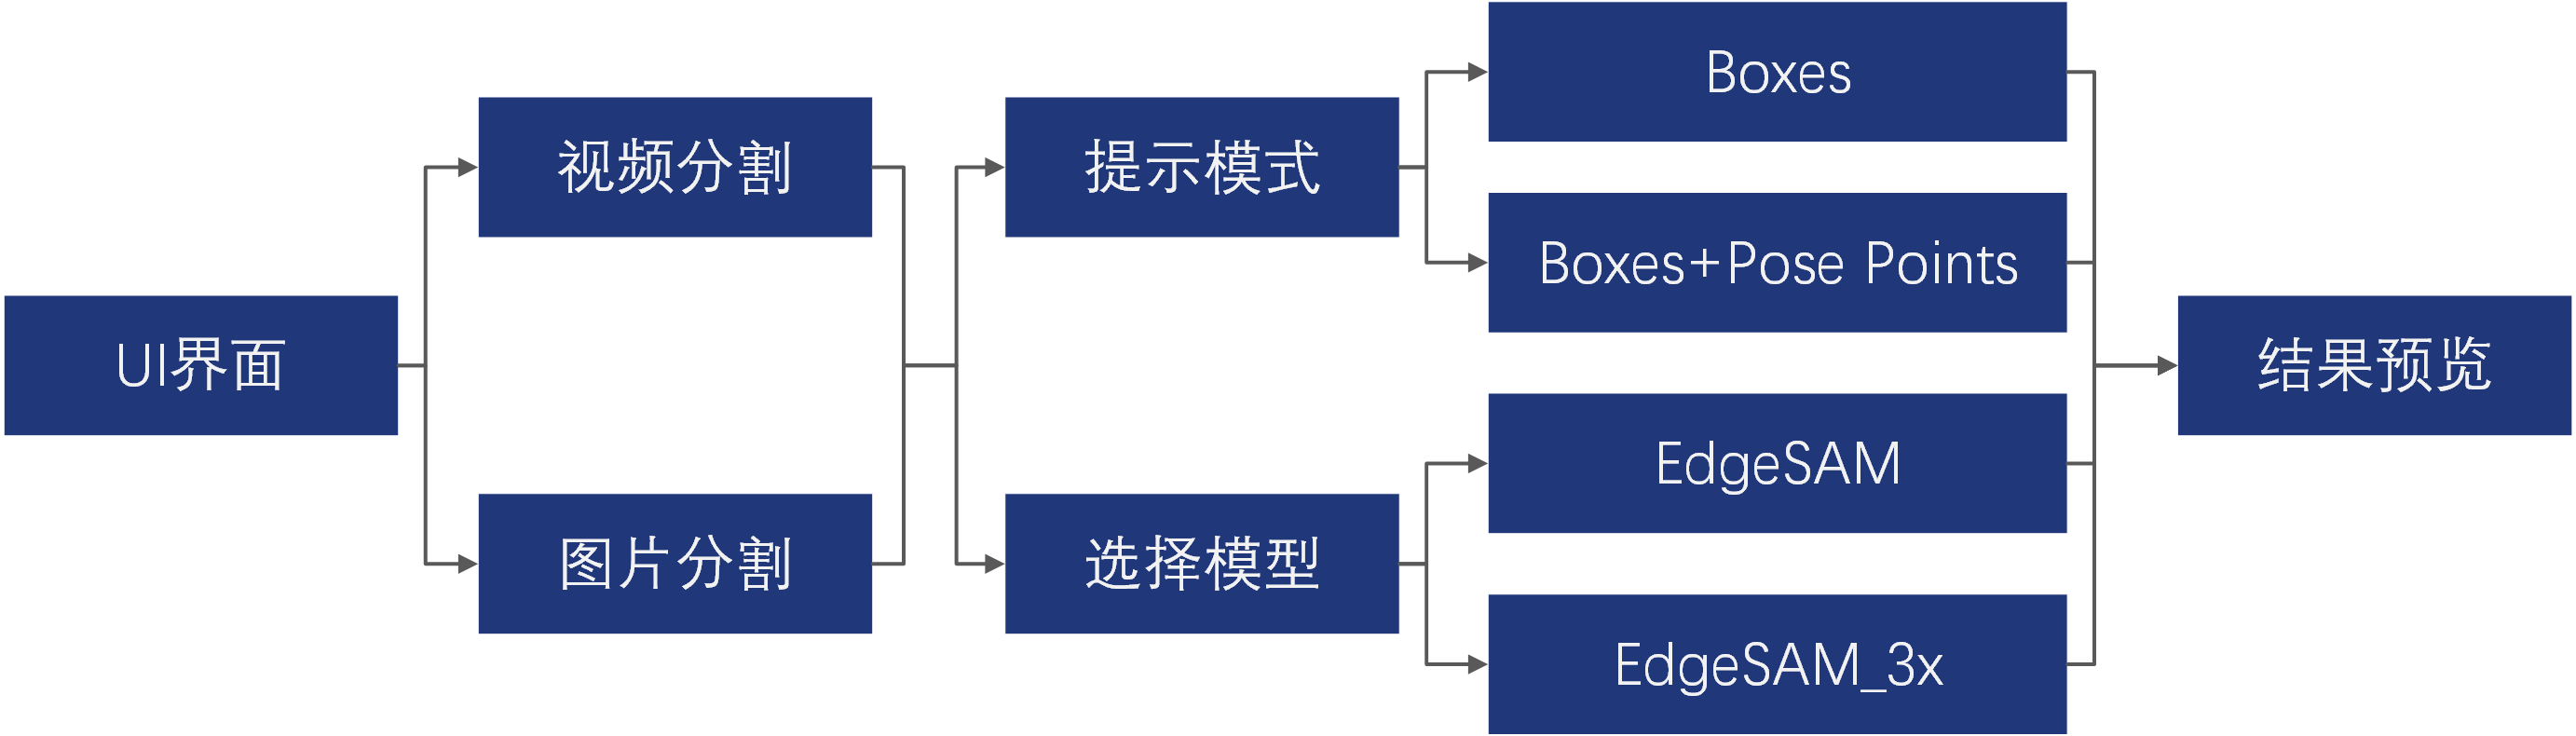 UI界面
视频分割
图片分割
提示模式
选择模型
Boxes
Boxes+Pose Points
EdgeSAM
EdgeSAM_3x
结果预览